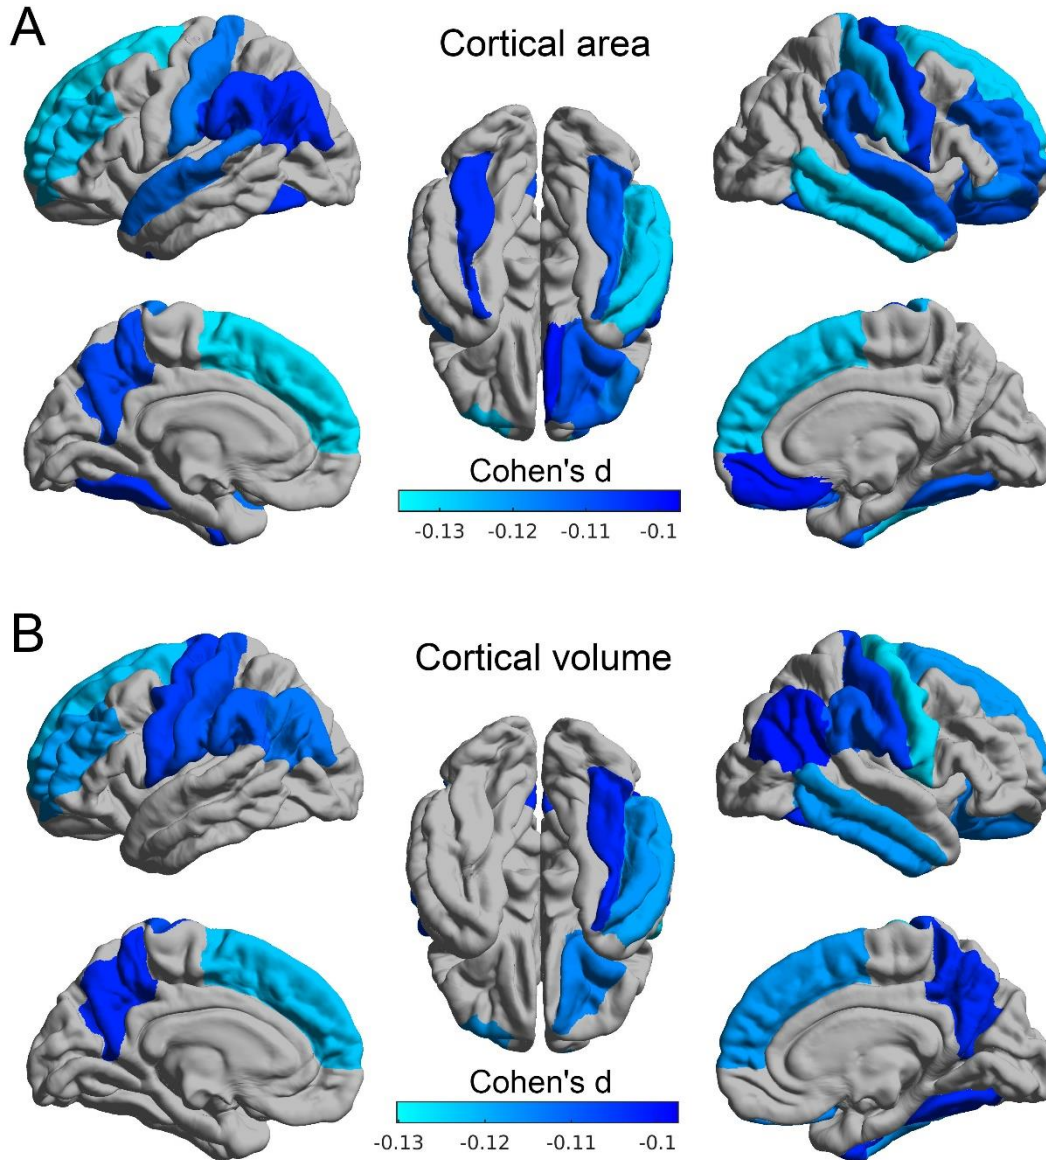 A
Cortical area
Cohen's d
-0.13 -0.12 -0.11 -0.1
B
Cortical volume
Cohen's d
-0.13 -0.12 -0.11 -0.1